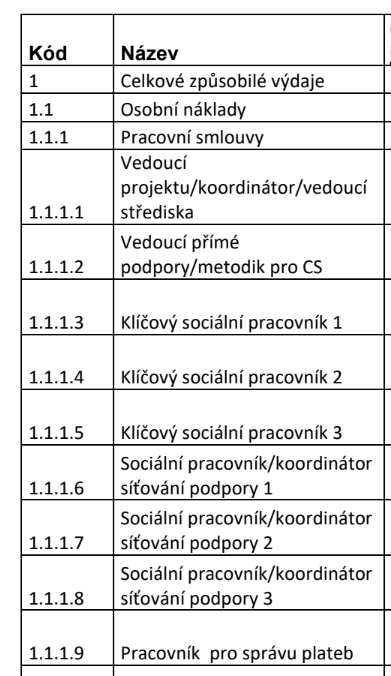 Kód Název
1 Celkové způsobilé výdaje
1.1 Osobní náklady
1.1.1 Pracovní smlouvy
Vedoucí
projektu/koordinátor/vedoucí
1.1.1.1 střediska
Vedoucí přímé
1.1.1.2 podpory/metodik pro CS
1.1.1.3 Klíčový sociální pracovník 1
1.1.1.4 Klíčový sociální pracovník 2
1.1.1.5 Klíčový sociální pracovník 3
Sociální pracovník/koordinátor
1.1.1.6 síťování podpory 1
Sociální pracovník/koordinátor
1.1.1.7 síťování podpory 2
Sociální pracovník/koordinátor
1.1.1.8 síťování podpory 3
1.1.1.9 Pracovník  pro správu plateb